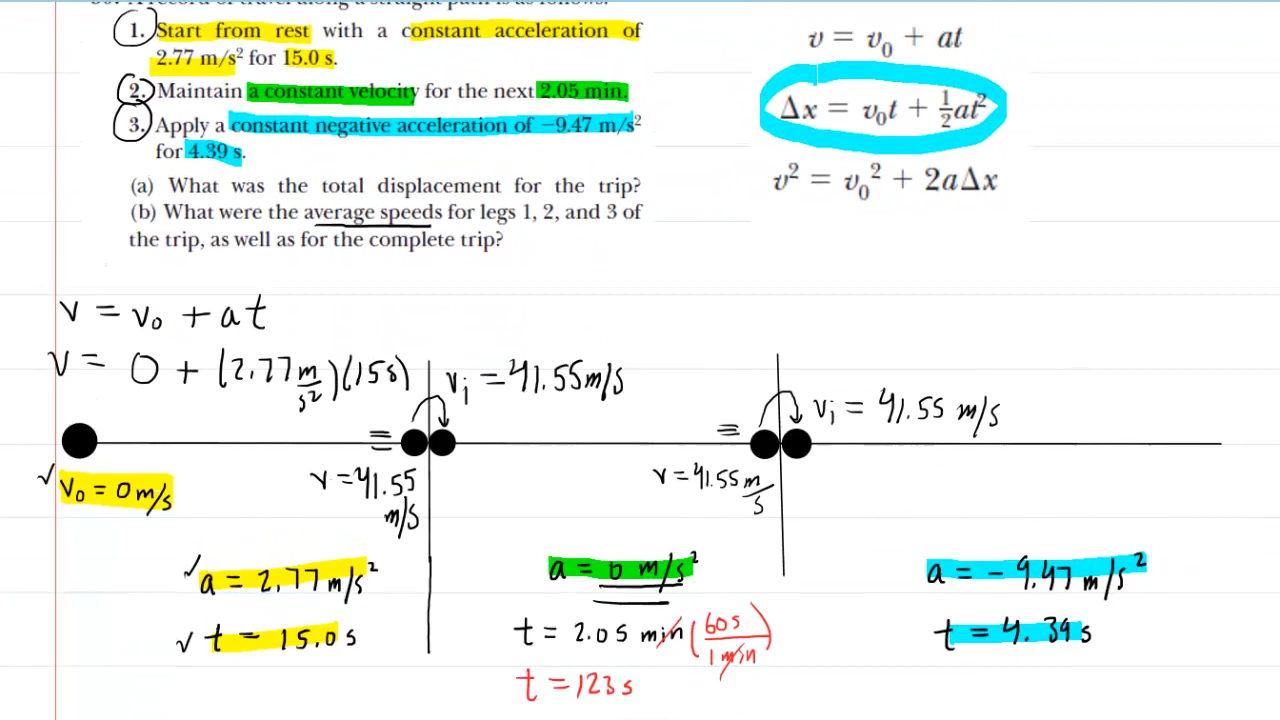 1. Start from rest with a constant acceleration of
2.77 m/s² for 15.0 s.
2. Maintain a constant velocity for the next 2.05 min.
3. Apply a constant negative acceleration of −9.47 m/s²
for 4.39 s.
(a) What was the total displacement for the trip?
(b) What were the average speeds for legs 1, 2, and 3 of
the trip, as well as for the complete trip?
v = v₀ + at
Δx = v₀t + ½at²
v² = v₀² + 2aΔx
v = v₀ + at
v = 0 + (2.77 m/s²)(15s)
vᵢ = 41.55 m/s
vᵢ = 41.55 m/s
✓ v₀ = 0 m/s
v = 41.55
m/s
v = 41.55 m/s
✓ a = 2.77 m/s²
✓ t = 15.0 s
a = 0 m/s²
t = 2.05 min (60 s / 1 min)
t = 123 s
a = − 9.47 m/s²
t = 4.39 s